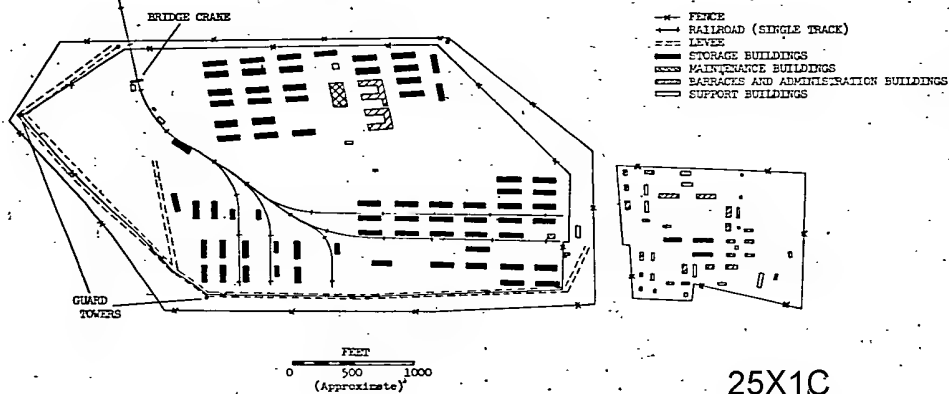 BRIDGE CRANE
FENCE
RAILROAD (SINGLE TRACK)
LEVEE
STORAGE BUILDINGS
MAINTENANCE BUILDINGS
BARRACKS AND ADMINISTRATION BUILDINGS
SUPPORT BUILDINGS
GUARD
TOWERS
FEET
0 500 1000
(Approximate)
25X1C